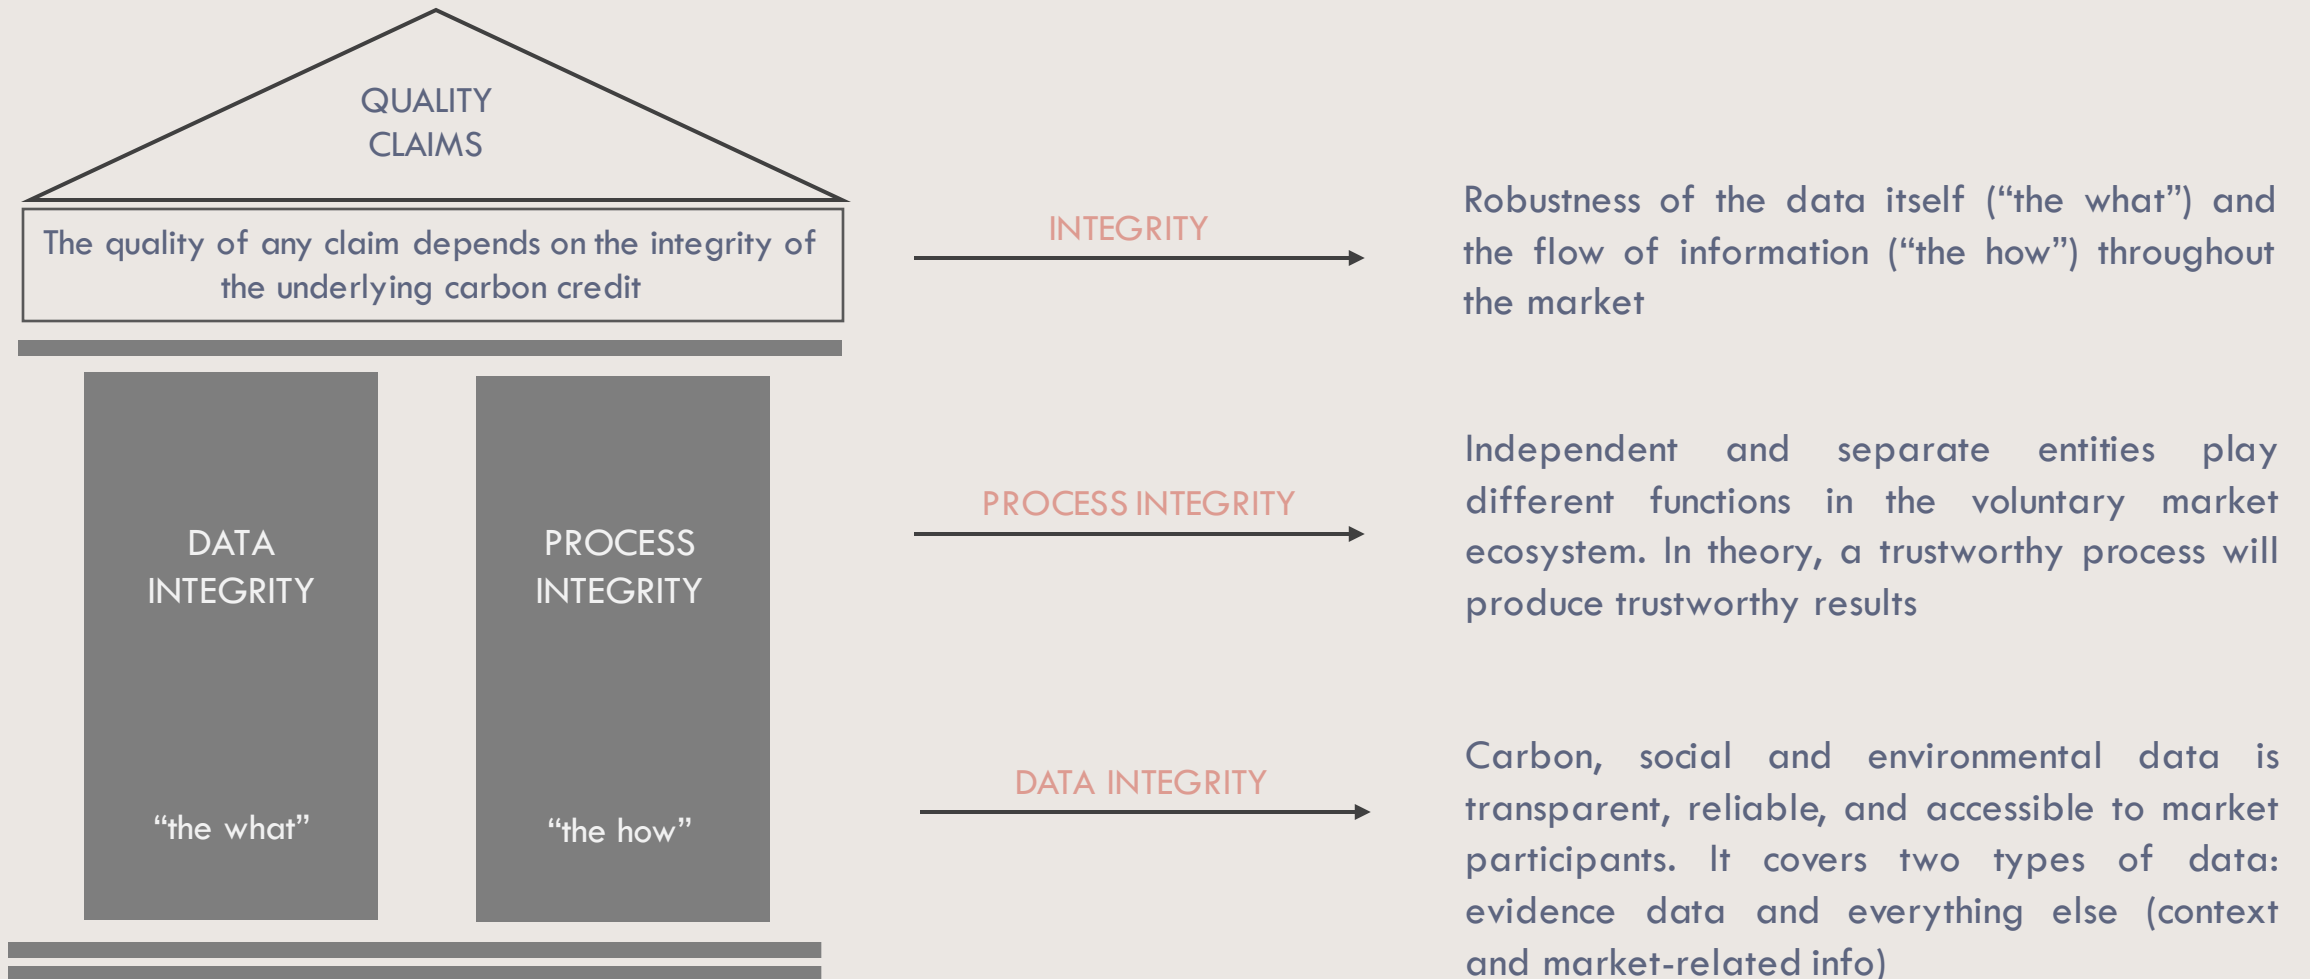 QUALITY
CLAIMS
The quality of any claim depends on the integrity of
the underlying carbon credit
DATA
INTEGRITY
“the what”
PROCESS
INTEGRITY
“the how”
INTEGRITY
Robustness of the data itself (“the what”) and
the flow of information (“the how”) throughout
the market
PROCESS INTEGRITY
Independent and separate entities play
different functions in the voluntary market
ecosystem. In theory, a trustworthy process will
produce trustworthy results
DATA INTEGRITY
Carbon, social and environmental data is
transparent, reliable, and accessible to market
participants. It covers two types of data:
evidence data and everything else (context
and market-related info)